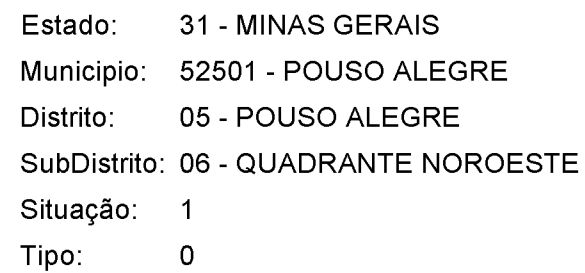 Estado: 31 - MINAS GERAIS
Municipio: 52501 - POUSO ALEGRE
Distrito: 05 - POUSO ALEGRE
SubDistrito: 06 - QUADRANTE NOROESTE
Situação: 1
Tipo: 0